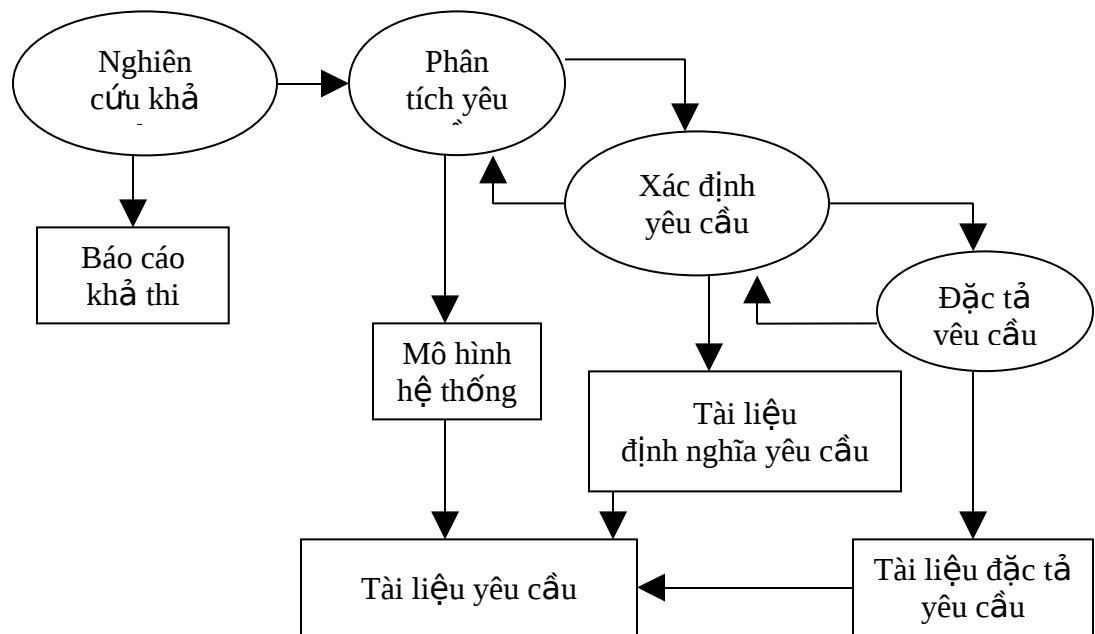 Nghiên
cứu khả
Phân
tích yêu
Xác định
yêu cầu
Báo cáo
khả thi
Đặc tả
yêu cầu
Mô hình
hệ thống
Tài liệu
định nghĩa yêu cầu
Tài liệu yêu cầu
Tài liệu đặc tả
yêu cầu